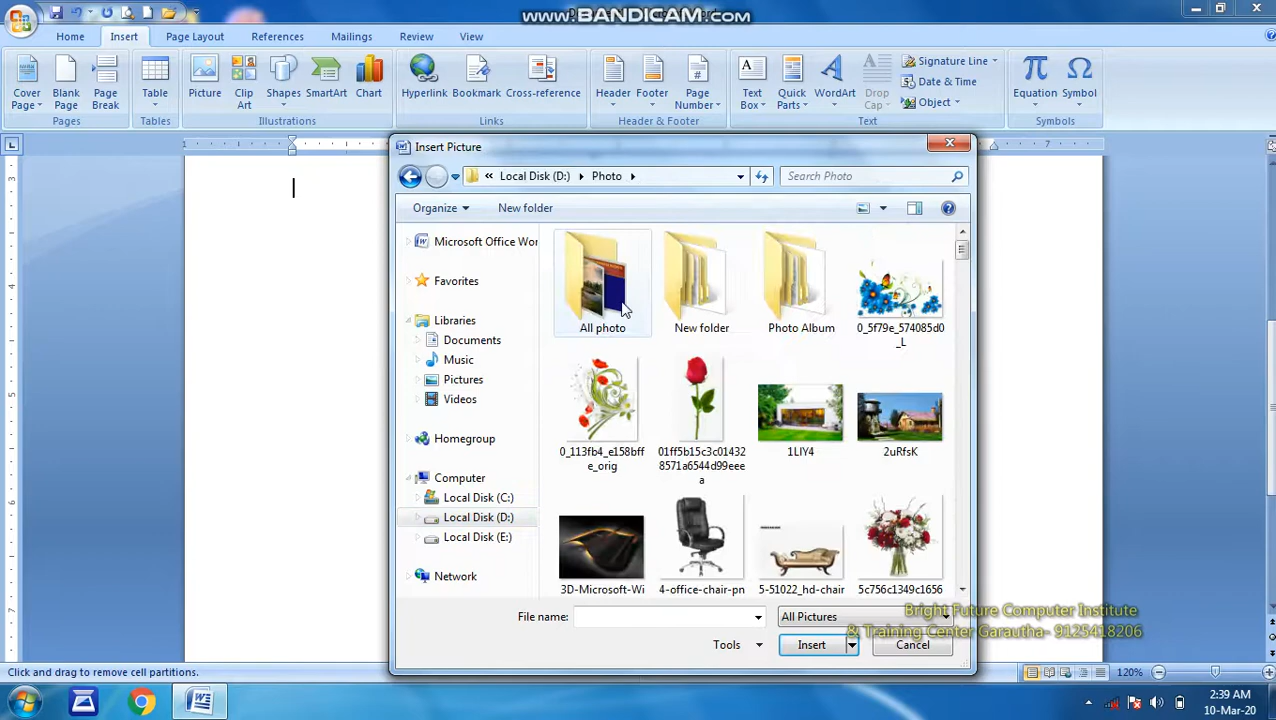 www.BANDICAM.com
Home Insert Page Layout References Mailings Review View
Cover Page
Blank Page
Page Break
Table
Picture
Clip Art
Shapes
SmartArt
Chart
Hyperlink
Bookmark
Cross-reference
Header
Footer
Page Number
Text Box
Quick Parts
WordArt
Drop Cap
Signature Line
Date & Time
Object
Equation
Symbol
Pages Tables Illustrations Links Header & Footer Text Symbols
Insert Picture
« Local Disk (D:) Photo
Search Photo
Organize New folder
Microsoft Office Wor
Favorites
Libraries
Documents
Music
Pictures
Videos
Homegroup
Computer
Local Disk (C:)
Local Disk (D:)
Local Disk (E:)
Network
All photo
New folder
Photo Album
0_5f79e_574085d0
_L
0_113fb4_e158bff
e_orig
01ff5b15c3c01432
8571a6544d99eee
a
1LIY4
2uRfsK
3D-Microsoft-Wi
4-office-chair-pn
5-51022_hd-chair
5c756c1349c1656
File name:
All Pictures
Tools Insert Cancel
Bright Future Computer Institute
& Training Center Garautha- 9125418206
Click and drag to remove cell partitions.
120%
2:39 AM
10-Mar-20